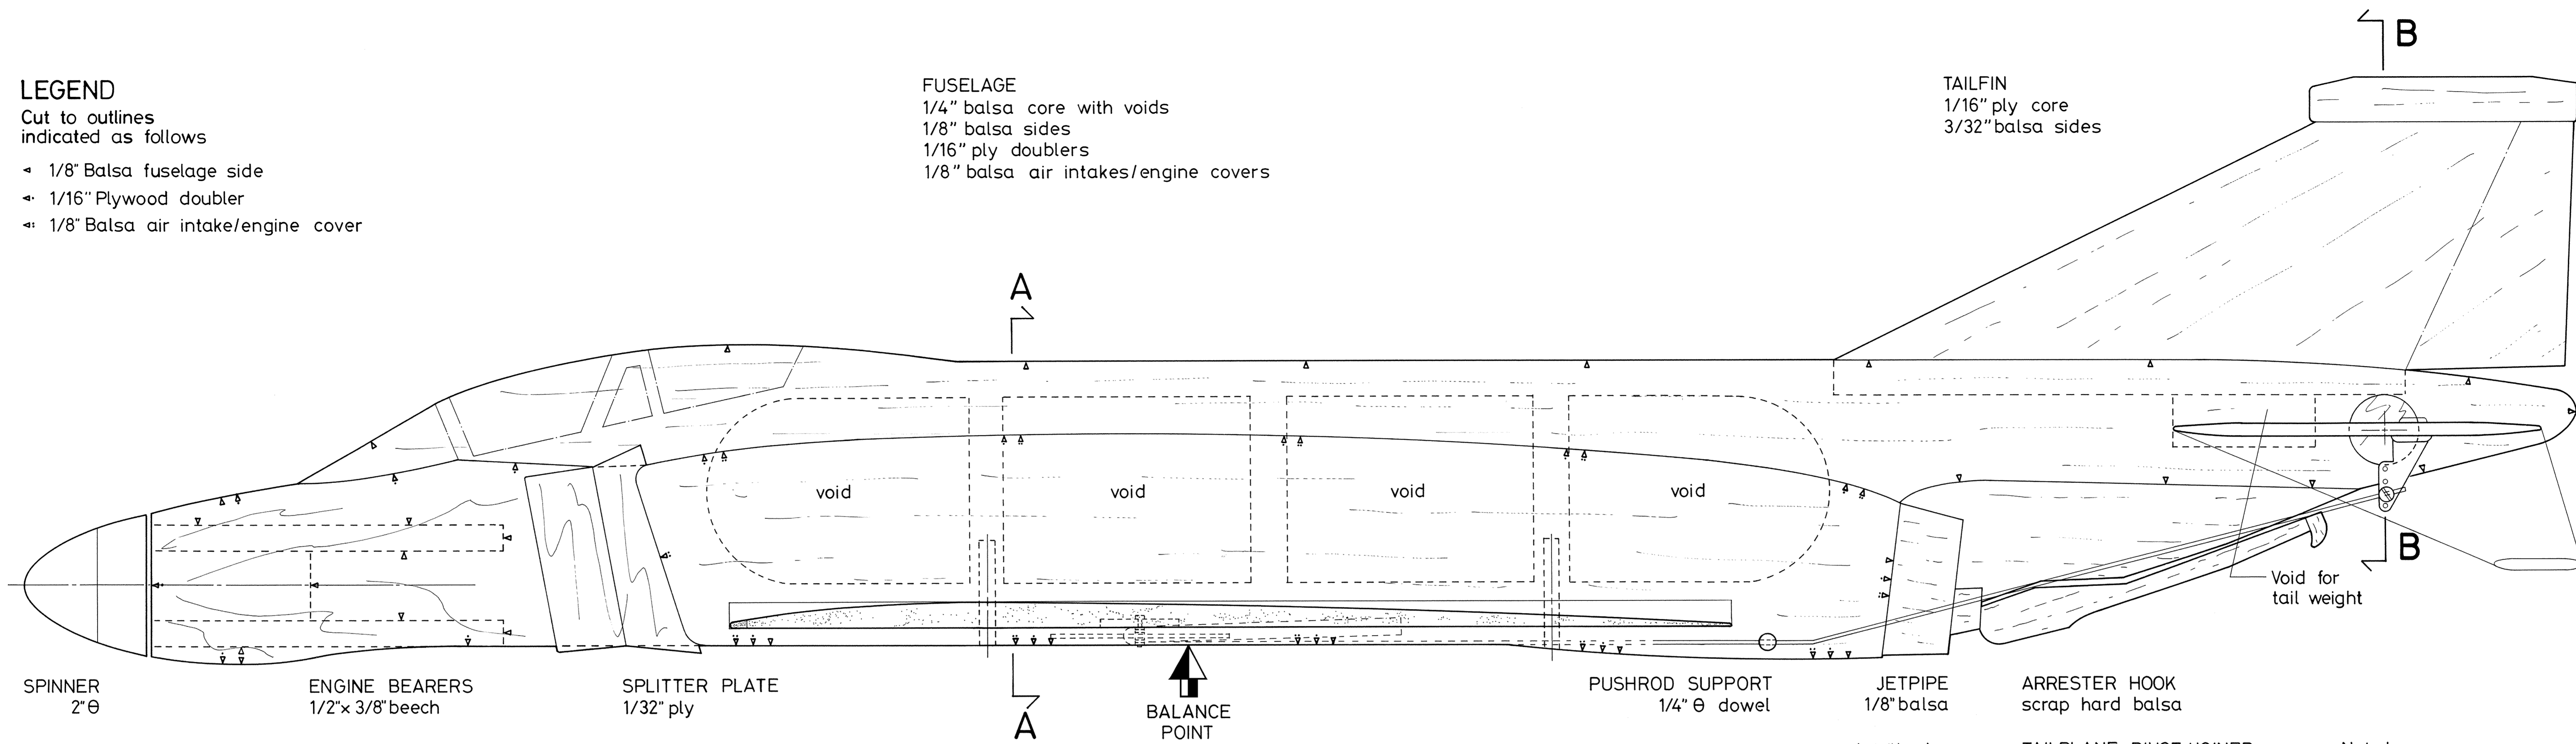 LEGEND
Cut to outlines
indicated as follows
1/8" Balsa fuselage side
1/16" Plywood doubler
1/8" Balsa air intake/engine cover
FUSELAGE
1/4" balsa core with voids
1/8" balsa sides
1/16" ply doublers
1/8" balsa air intakes/engine covers
TAILFIN
1/16" ply core
3/32" balsa sides
B
A
void
void
void
void
B
Void for
tail weight
SPINNER
2"θ
ENGINE BEARERS
1/2"x 3/8" beech
SPLITTER PLATE
1/32" ply
A
BALANCE
POINT
PUSHROD SUPPORT
1/4" θ dowel
JETPIPE
1/8" balsa
ARRESTER HOOK
scrap hard balsa